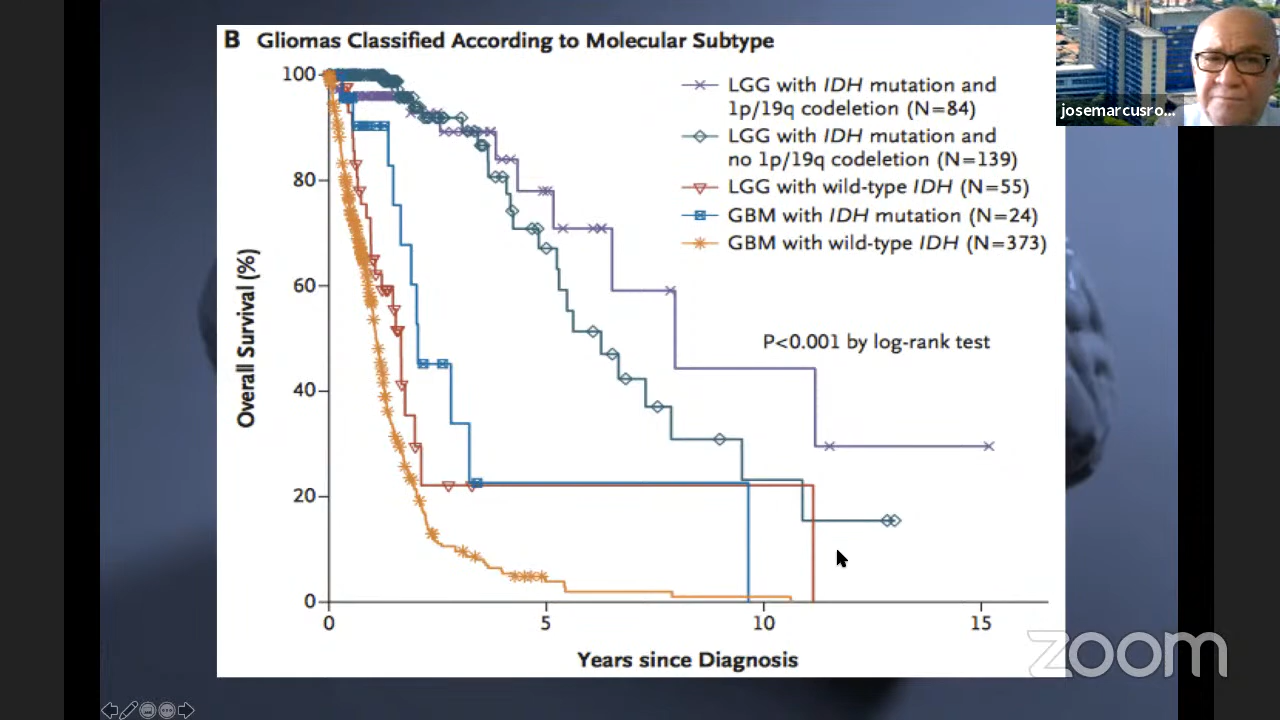 B Gliomas Classified According to Molecular Subtype
josemarcusro...
100
80
60
40
20
0
Overall Survival (%)
LGG with IDH mutation and
1p/19q codeletion (N=84)
LGG with IDH mutation and
no 1p/19q codeletion (N=139)
LGG with wild-type IDH (N=55)
GBM with IDH mutation (N=24)
GBM with wild-type IDH (N=373)
P<0.001 by log-rank test
0 5 10 15
Years since Diagnosis
zoom